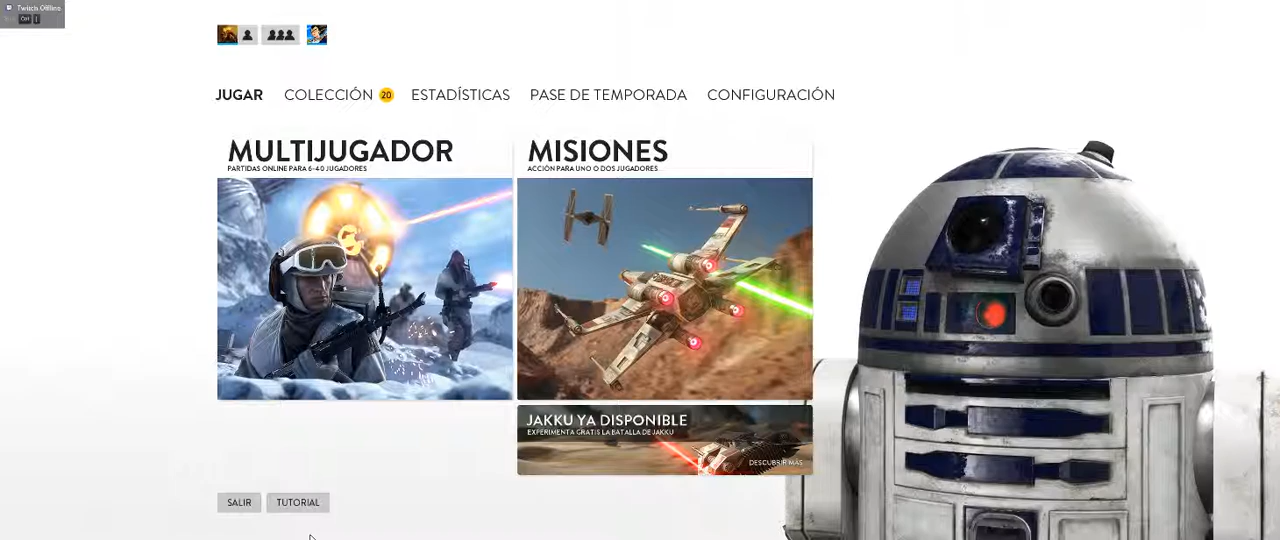 Twitch Offline
Ctrl
JUGAR COLECCIÓN 20 ESTADÍSTICAS PASE DE TEMPORADA CONFIGURACIÓN
MULTIJUGADOR
PARTIDAS ONLINE PARA 6-40 JUGADORES
MISIONES
ACCIÓN PARA UNO O DOS JUGADORES
JAKKU YA DISPONIBLE
EXPERIMENTA GRATIS LA BATALLA DE JAKKU
DESCUBRIR MÁS
SALIR TUTORIAL